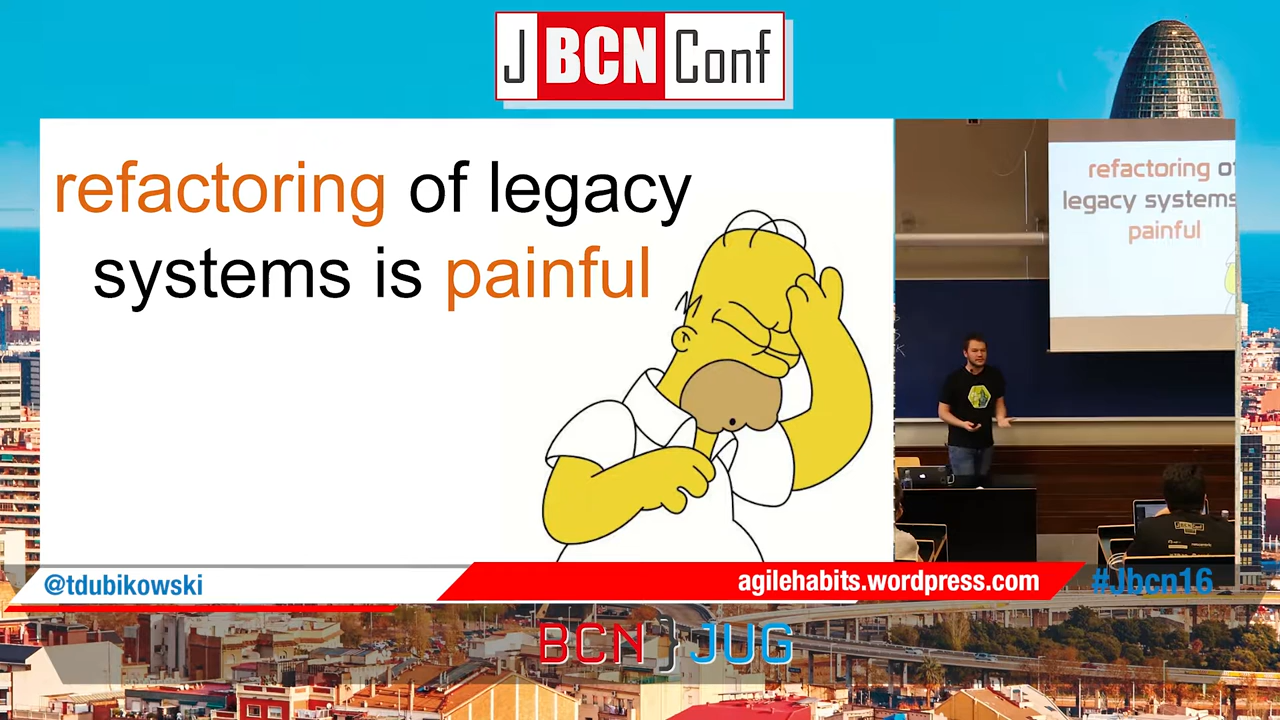 J BCN Conf
refactoring of legacy
systems is painful
refactoring of
legacy systems
painful
@tdubikowski
agilehabits.wordpress.com
#Jbcn16
BCN } JUG